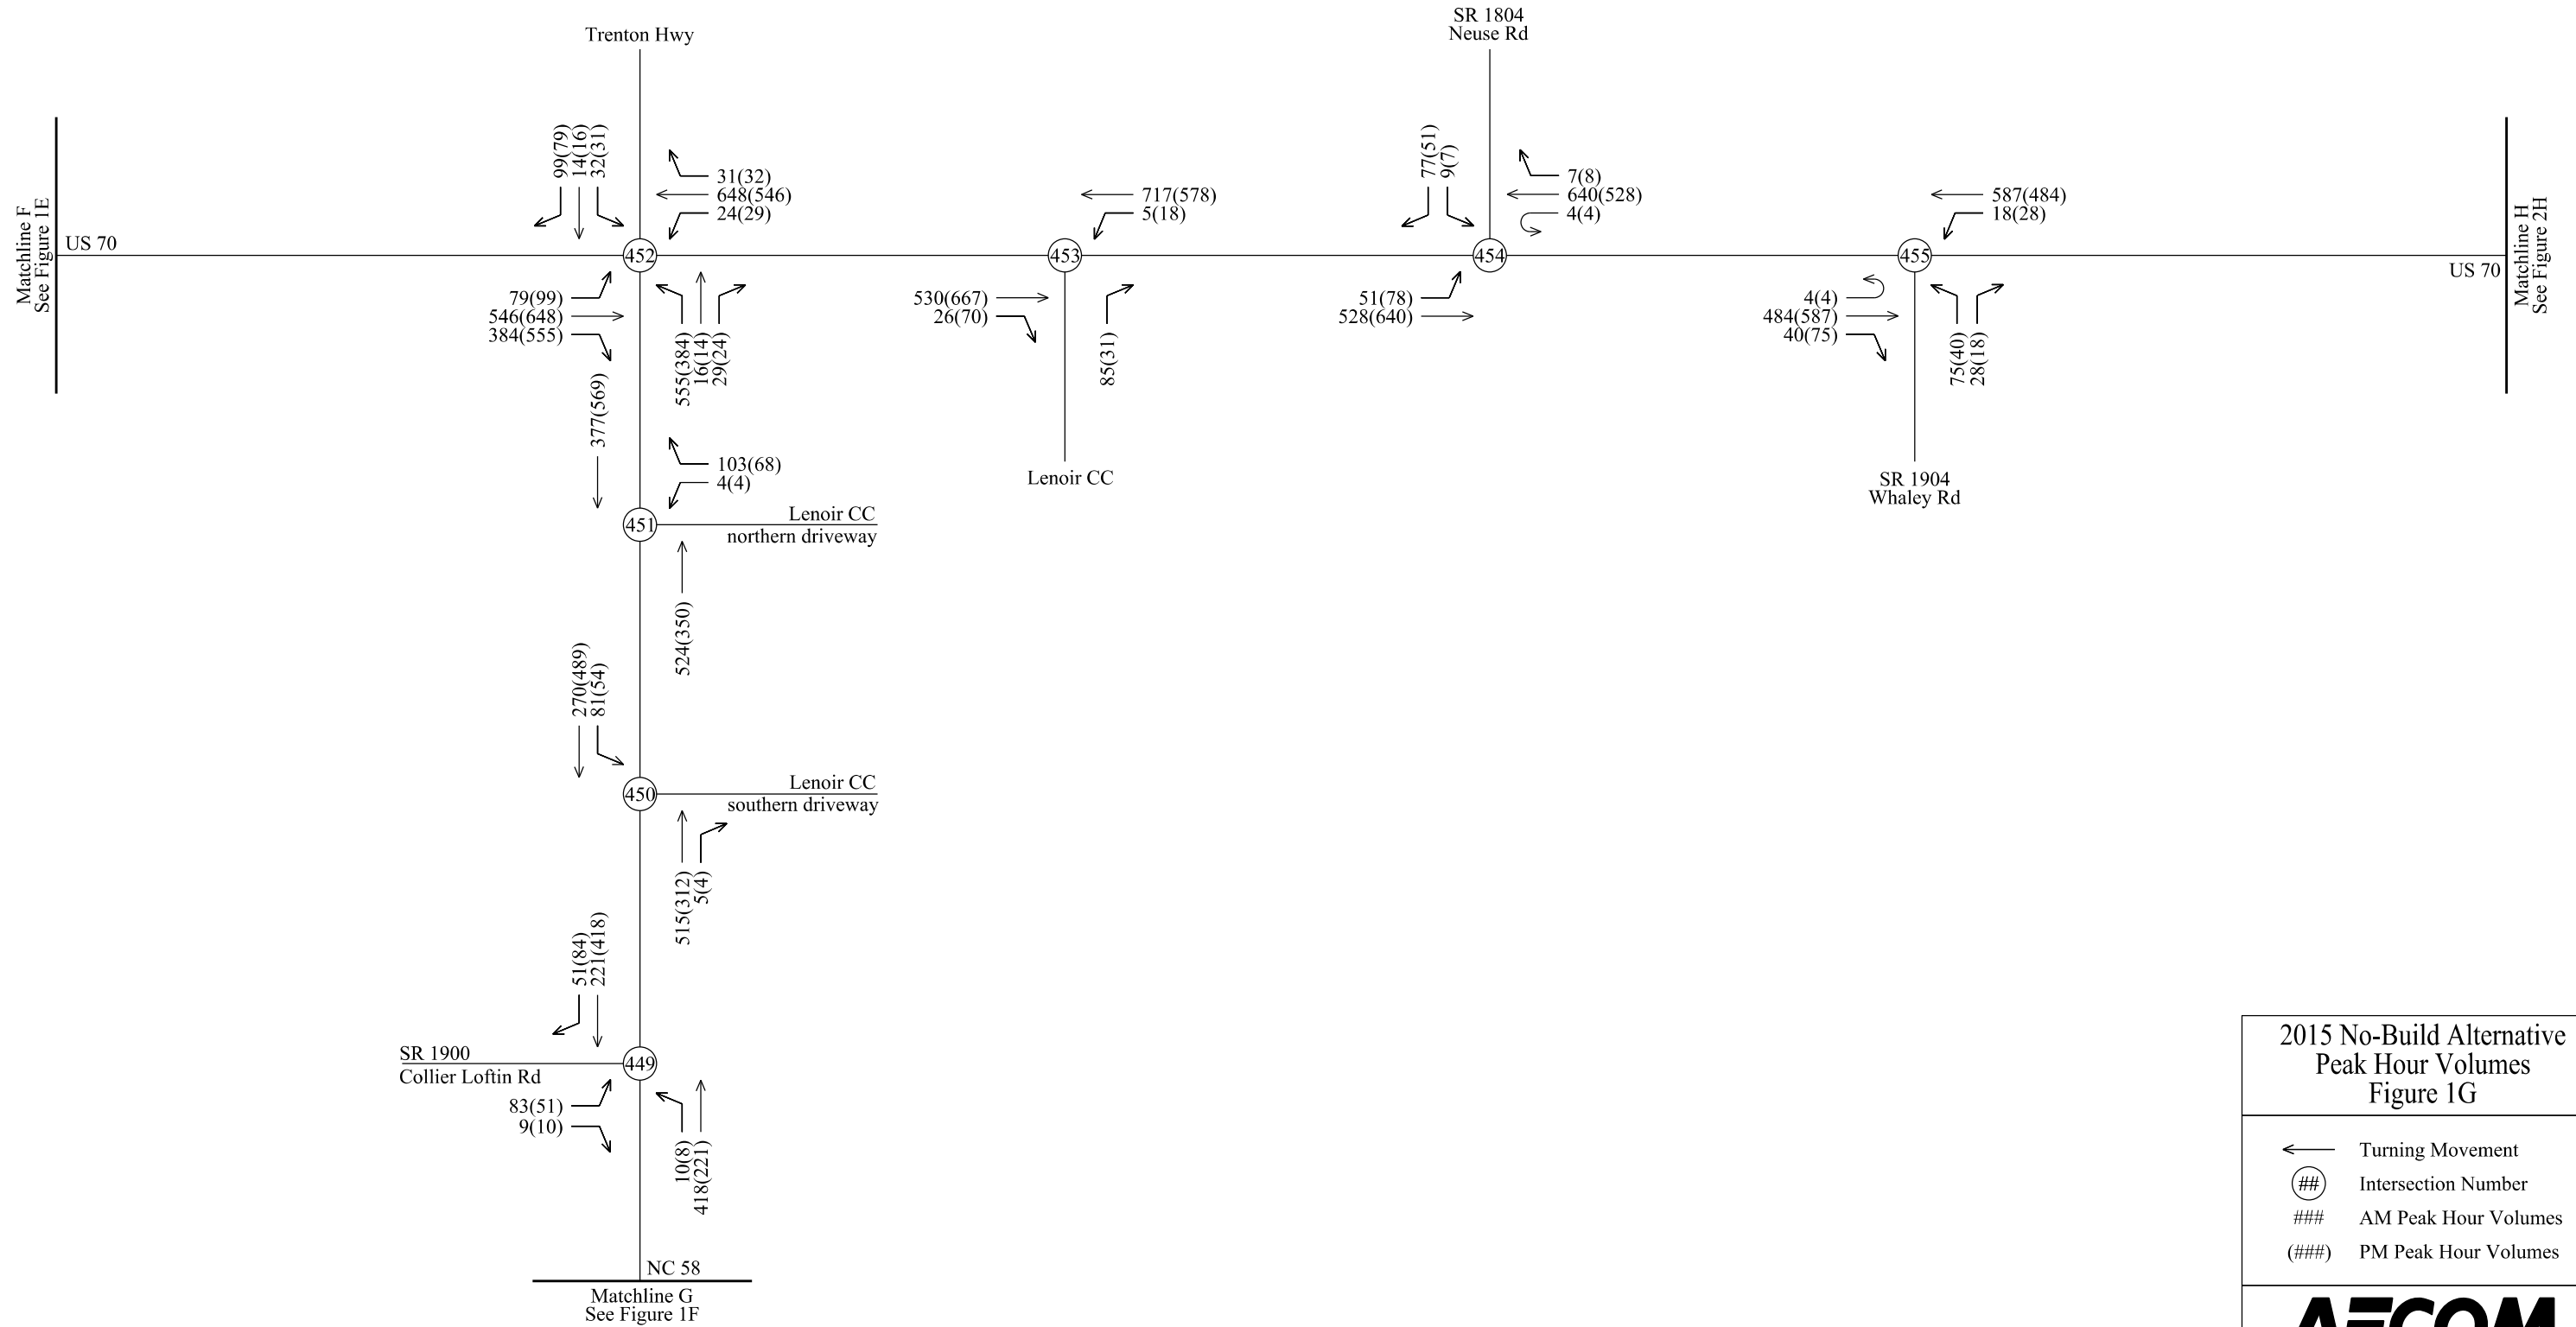 Trenton Hwy
SR 1804
Neuse Rd
Matchline F
See Figure 1E
US 70
99(79)
14(16)
32(31)
31(32)
648(546)
24(29)
452
79(99)
546(648)
384(555)
555(384)
16(14)
29(24)
717(578)
5(18)
453
530(667)
26(70)
85(31)
Lenoir CC
77(51)
9(7)
7(8)
640(528)
4(4)
454
51(78)
528(640)
587(484)
18(28)
455
4(4)
484(587)
40(75)
75(40)
28(18)
SR 1904
Whaley Rd
US 70
Matchline H
See Figure 2H
377(569)
103(68)
4(4)
451
Lenoir CC
northern driveway
524(350)
270(489)
81(54)
450
Lenoir CC
southern driveway
515(312)
5(4)
51(84)
221(418)
SR 1900
Collier Loftin Rd
449
83(51)
9(10)
10(8)
418(221)
NC 58
Matchline G
See Figure 1F
2015 No-Build Alternative
Peak Hour Volumes
Figure 1G
Turning Movement
## Intersection Number
### AM Peak Hour Volumes
(###) PM Peak Hour Volumes
AECOM